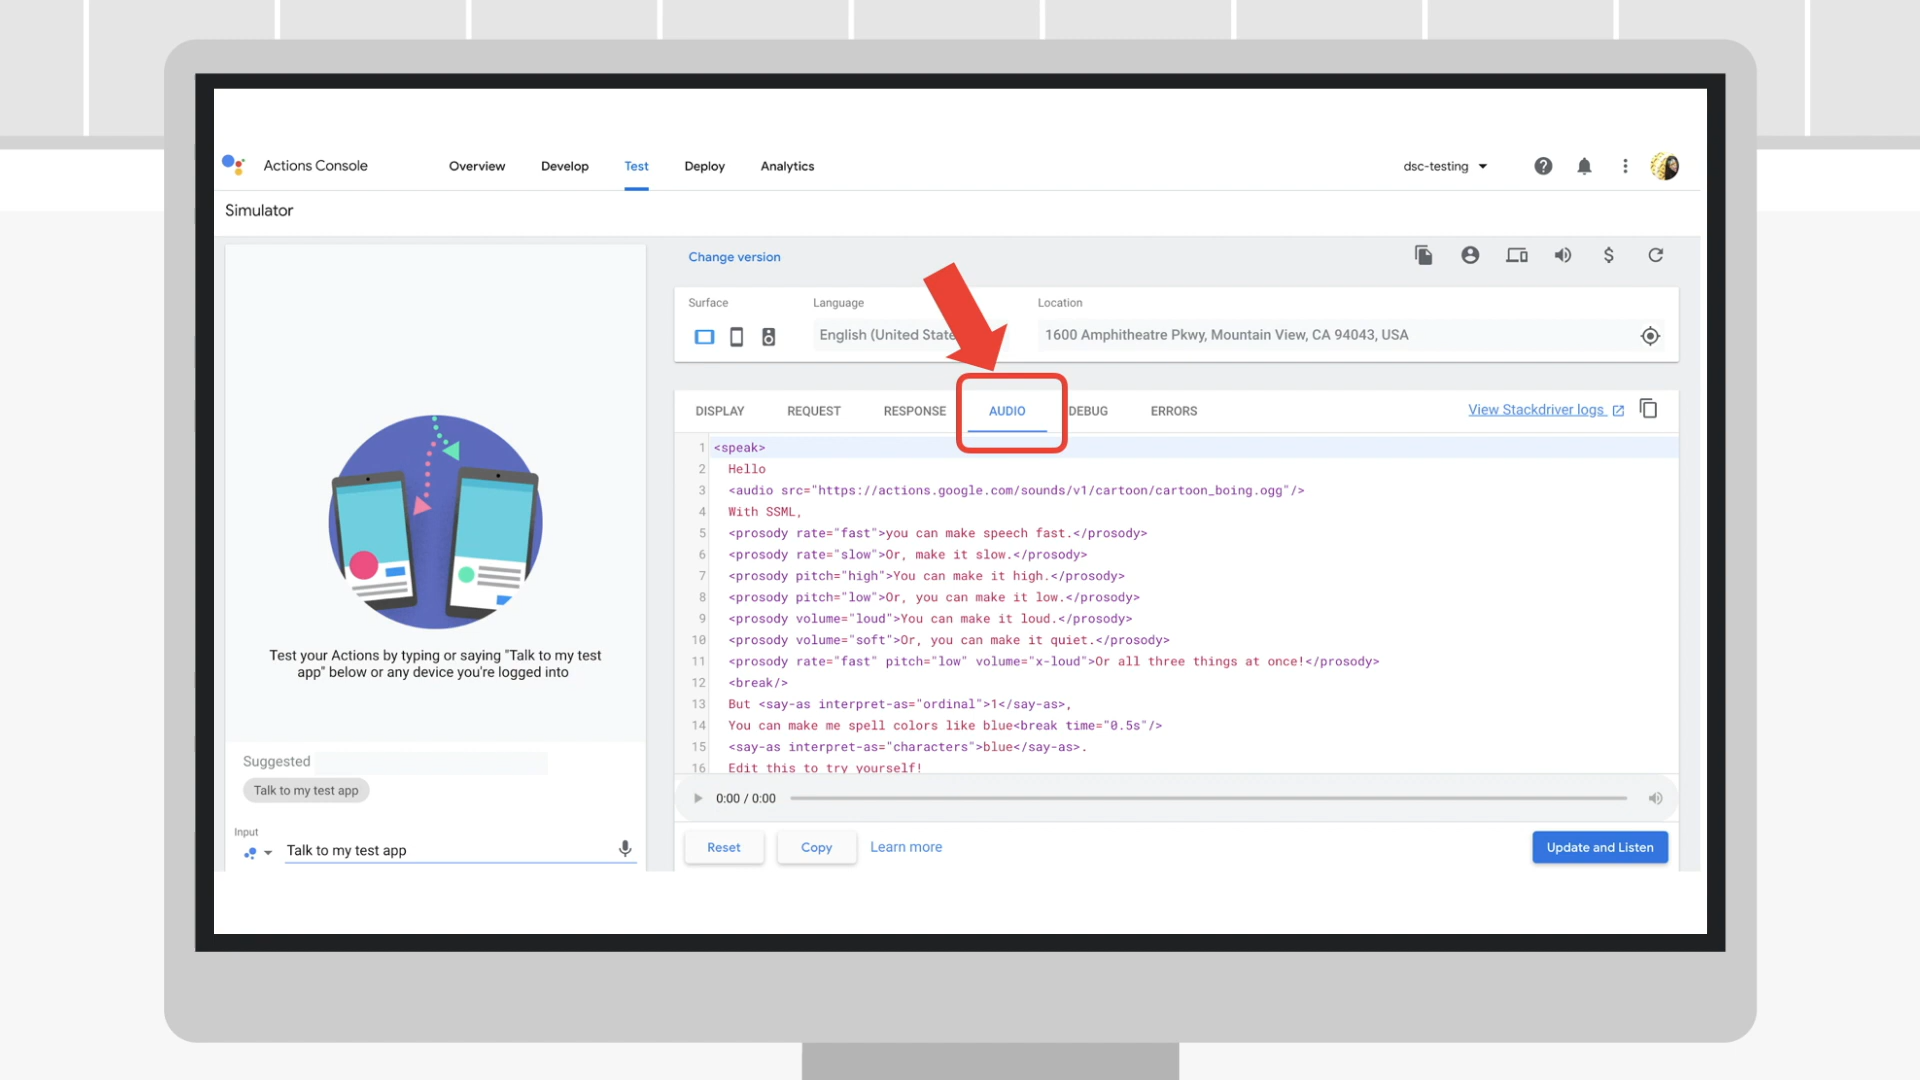 Actions Console
Overview
Develop
Test
Deploy
Analytics
dsc-testing
Simulator
Change version
Surface
Language
Location
English (United State
1600 Amphitheatre Pkwy, Mountain View, CA 94043, USA
DISPLAY
REQUEST
RESPONSE
AUDIO
DEBUG
ERRORS
View Stackdriver logs
1 <speak>
2 Hello
3 <audio src="https://actions.google.com/sounds/v1/cartoon/cartoon_boing.ogg"/>
4 With SSML,
5 <prosody rate="fast">you can make speech fast.</prosody>
6 <prosody rate="slow">Or, make it slow.</prosody>
7 <prosody pitch="high">You can make it high.</prosody>
8 <prosody pitch="low">Or, you can make it low.</prosody>
9 <prosody volume="loud">You can make it loud.</prosody>
10 <prosody volume="soft">Or, you can make it quiet.</prosody>
11 <prosody rate="fast" pitch="low" volume="x-loud">Or all three things at once!</prosody>
12 <break/>
13 But <say-as interpret-as="ordinal">1</say-as>,
14 You can make me spell colors like blue<break time="0.5s"/>
15 <say-as interpret-as="characters">blue</say-as>.
16 Edit this to try yourself!
Test your Actions by typing or saying "Talk to my test
app" below or any device you're logged into
Suggested
Talk to my test app
Input
Talk to my test app
0:00 / 0:00
Reset
Copy
Learn more
Update and Listen